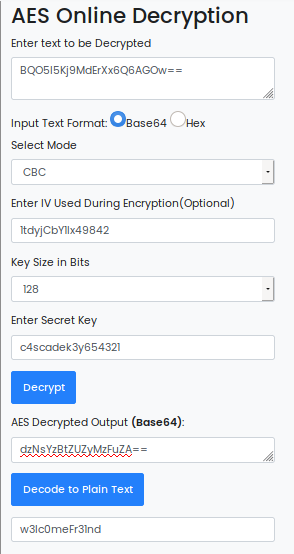 AES Online Decryption
Enter text to be Decrypted
BQO5l5Kj9MdErXx6Q6AGOw==
Input Text Format: Base64 Hex
Select Mode
CBC
Enter IV Used During Encryption(Optional)
1tdyjCbY1Ix49842
Key Size in Bits
128
Enter Secret Key
c4scadek3y654321
Decrypt
AES Decrypted Output (Base64):
dzNsYzBtZUZyMzFuZA==
Decode to Plain Text
w3lc0meFr31nd